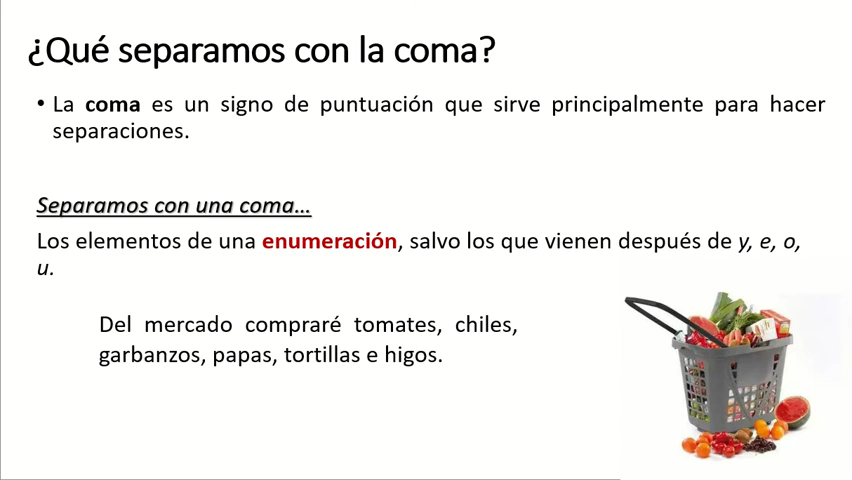 ¿Qué separamos con la coma?
• La coma es un signo de puntuación que sirve principalmente para hacer
separaciones.
Separamos con una coma…
Los elementos de una enumeración, salvo los que vienen después de y, e, o,
u.
Del mercado compraré tomates, chiles,
garbanzos, papas, tortillas e higos.